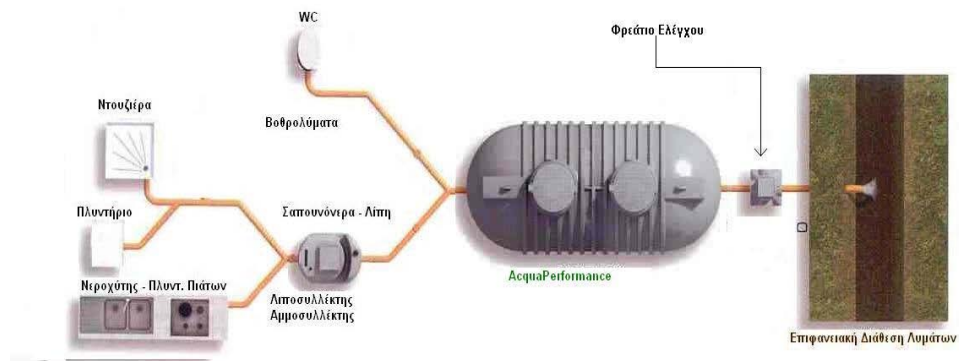 WC
Φρεάτιο Ελέγχου
Ντουζιέρα
Βοθρολύματα
Πλυντήριο
Σαπουνόνερα - Λίπη
Νεροχύτης - Πλυντ. Πιάτων
Λιποσυλλέκτης
Αμμοσυλλέκτης
AcquaPerformance
Επιφανειακή Διάθεση Λυμάτων